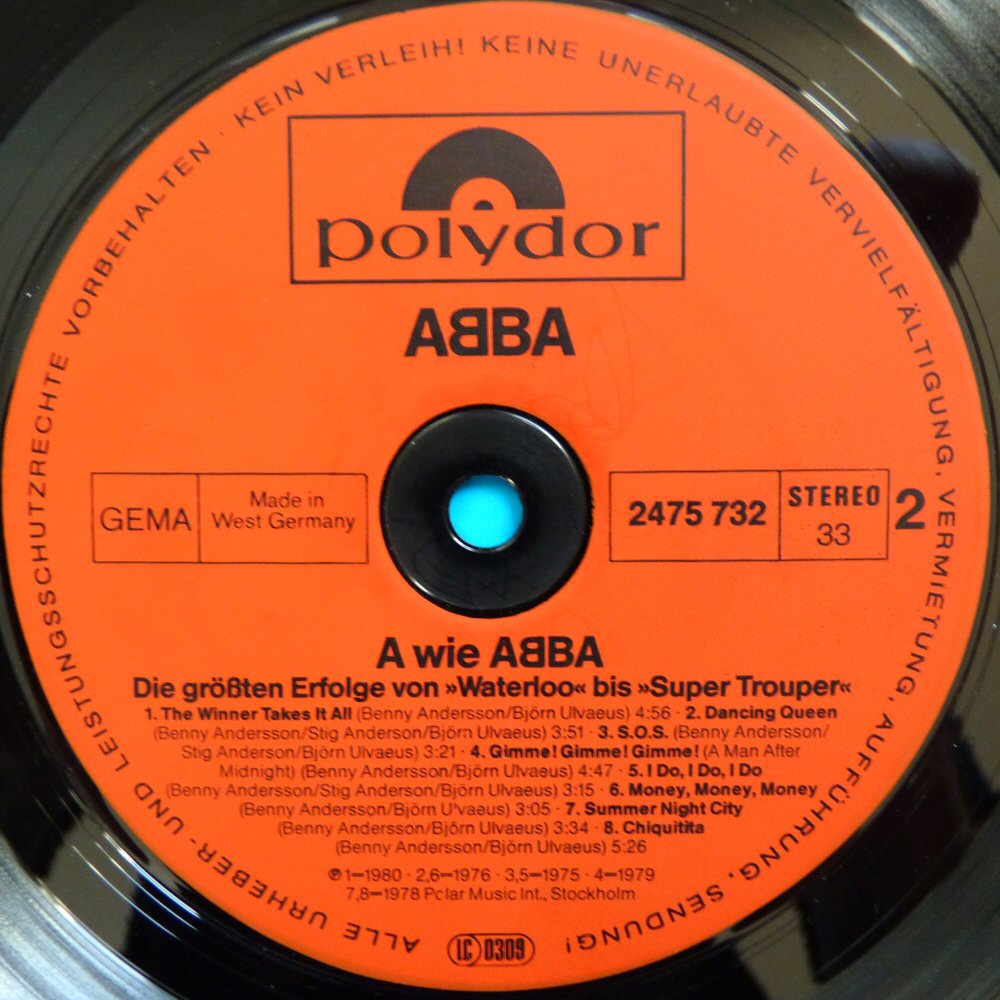 ALLE URHEBER- UND LEISTUNGSSCHUTZRECHTE VORBEHALTEN · KEIN VERLEIH! KEINE UNERLAUBTE VERVIELFÄLTIGUNG, VERMIETUNG, AUFFÜHRUNG, SENDUNG!
polydor
ABBA
GEMA
Made in
West Germany
2475 732
STEREO
33
2
A wie ABBA
Die größten Erfolge von »Waterloo« bis »Super Trouper«
1. The Winner Takes It All (Benny Andersson/Björn Ulvaeus) 4:56 · 2. Dancing Queen
(Benny Andersson/Stig Anderson/Björn Ulvaeus) 3:51 · 3. S.O.S. (Benny Andersson/
Stig Anderson/Björn Ulvaeus) 3:21 · 4. Gimme! Gimme! Gimme! (A Man After
Midnight) (Benny Andersson/Björn Ulvaeus) 4:47 · 5. I Do, I Do, I Do
(Benny Andersson/Stig Anderson/Björn Ulvaeus) 3:15 · 6. Money, Money, Money
(Benny Andersson/Björn Ulvaeus) 3:05 · 7. Summer Night City
(Benny Andersson/Björn Ulvaeus) 3:34 · 8. Chiquitita
(Benny Andersson/Björn Ulvaeus) 5:26
℗ 1—1980 · 2,6—1976 · 3,5—1975 · 4—1979
7,8—1978 Polar Music Int., Stockholm
LC 0309